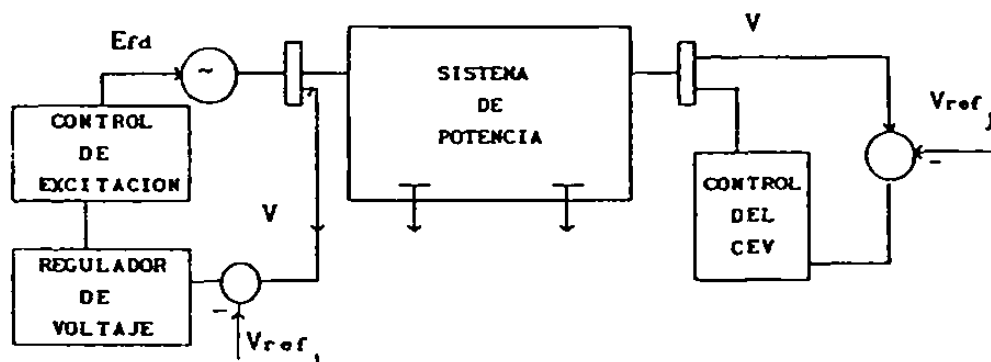 Efd
~
CONTROL
DE
EXCITACION
V
REGULADOR
DE
VOLTAJE
-
Vref i
SISTEMA
DE
POTENCIA
V
Vref j
-
CONTROL
DEL
CEV